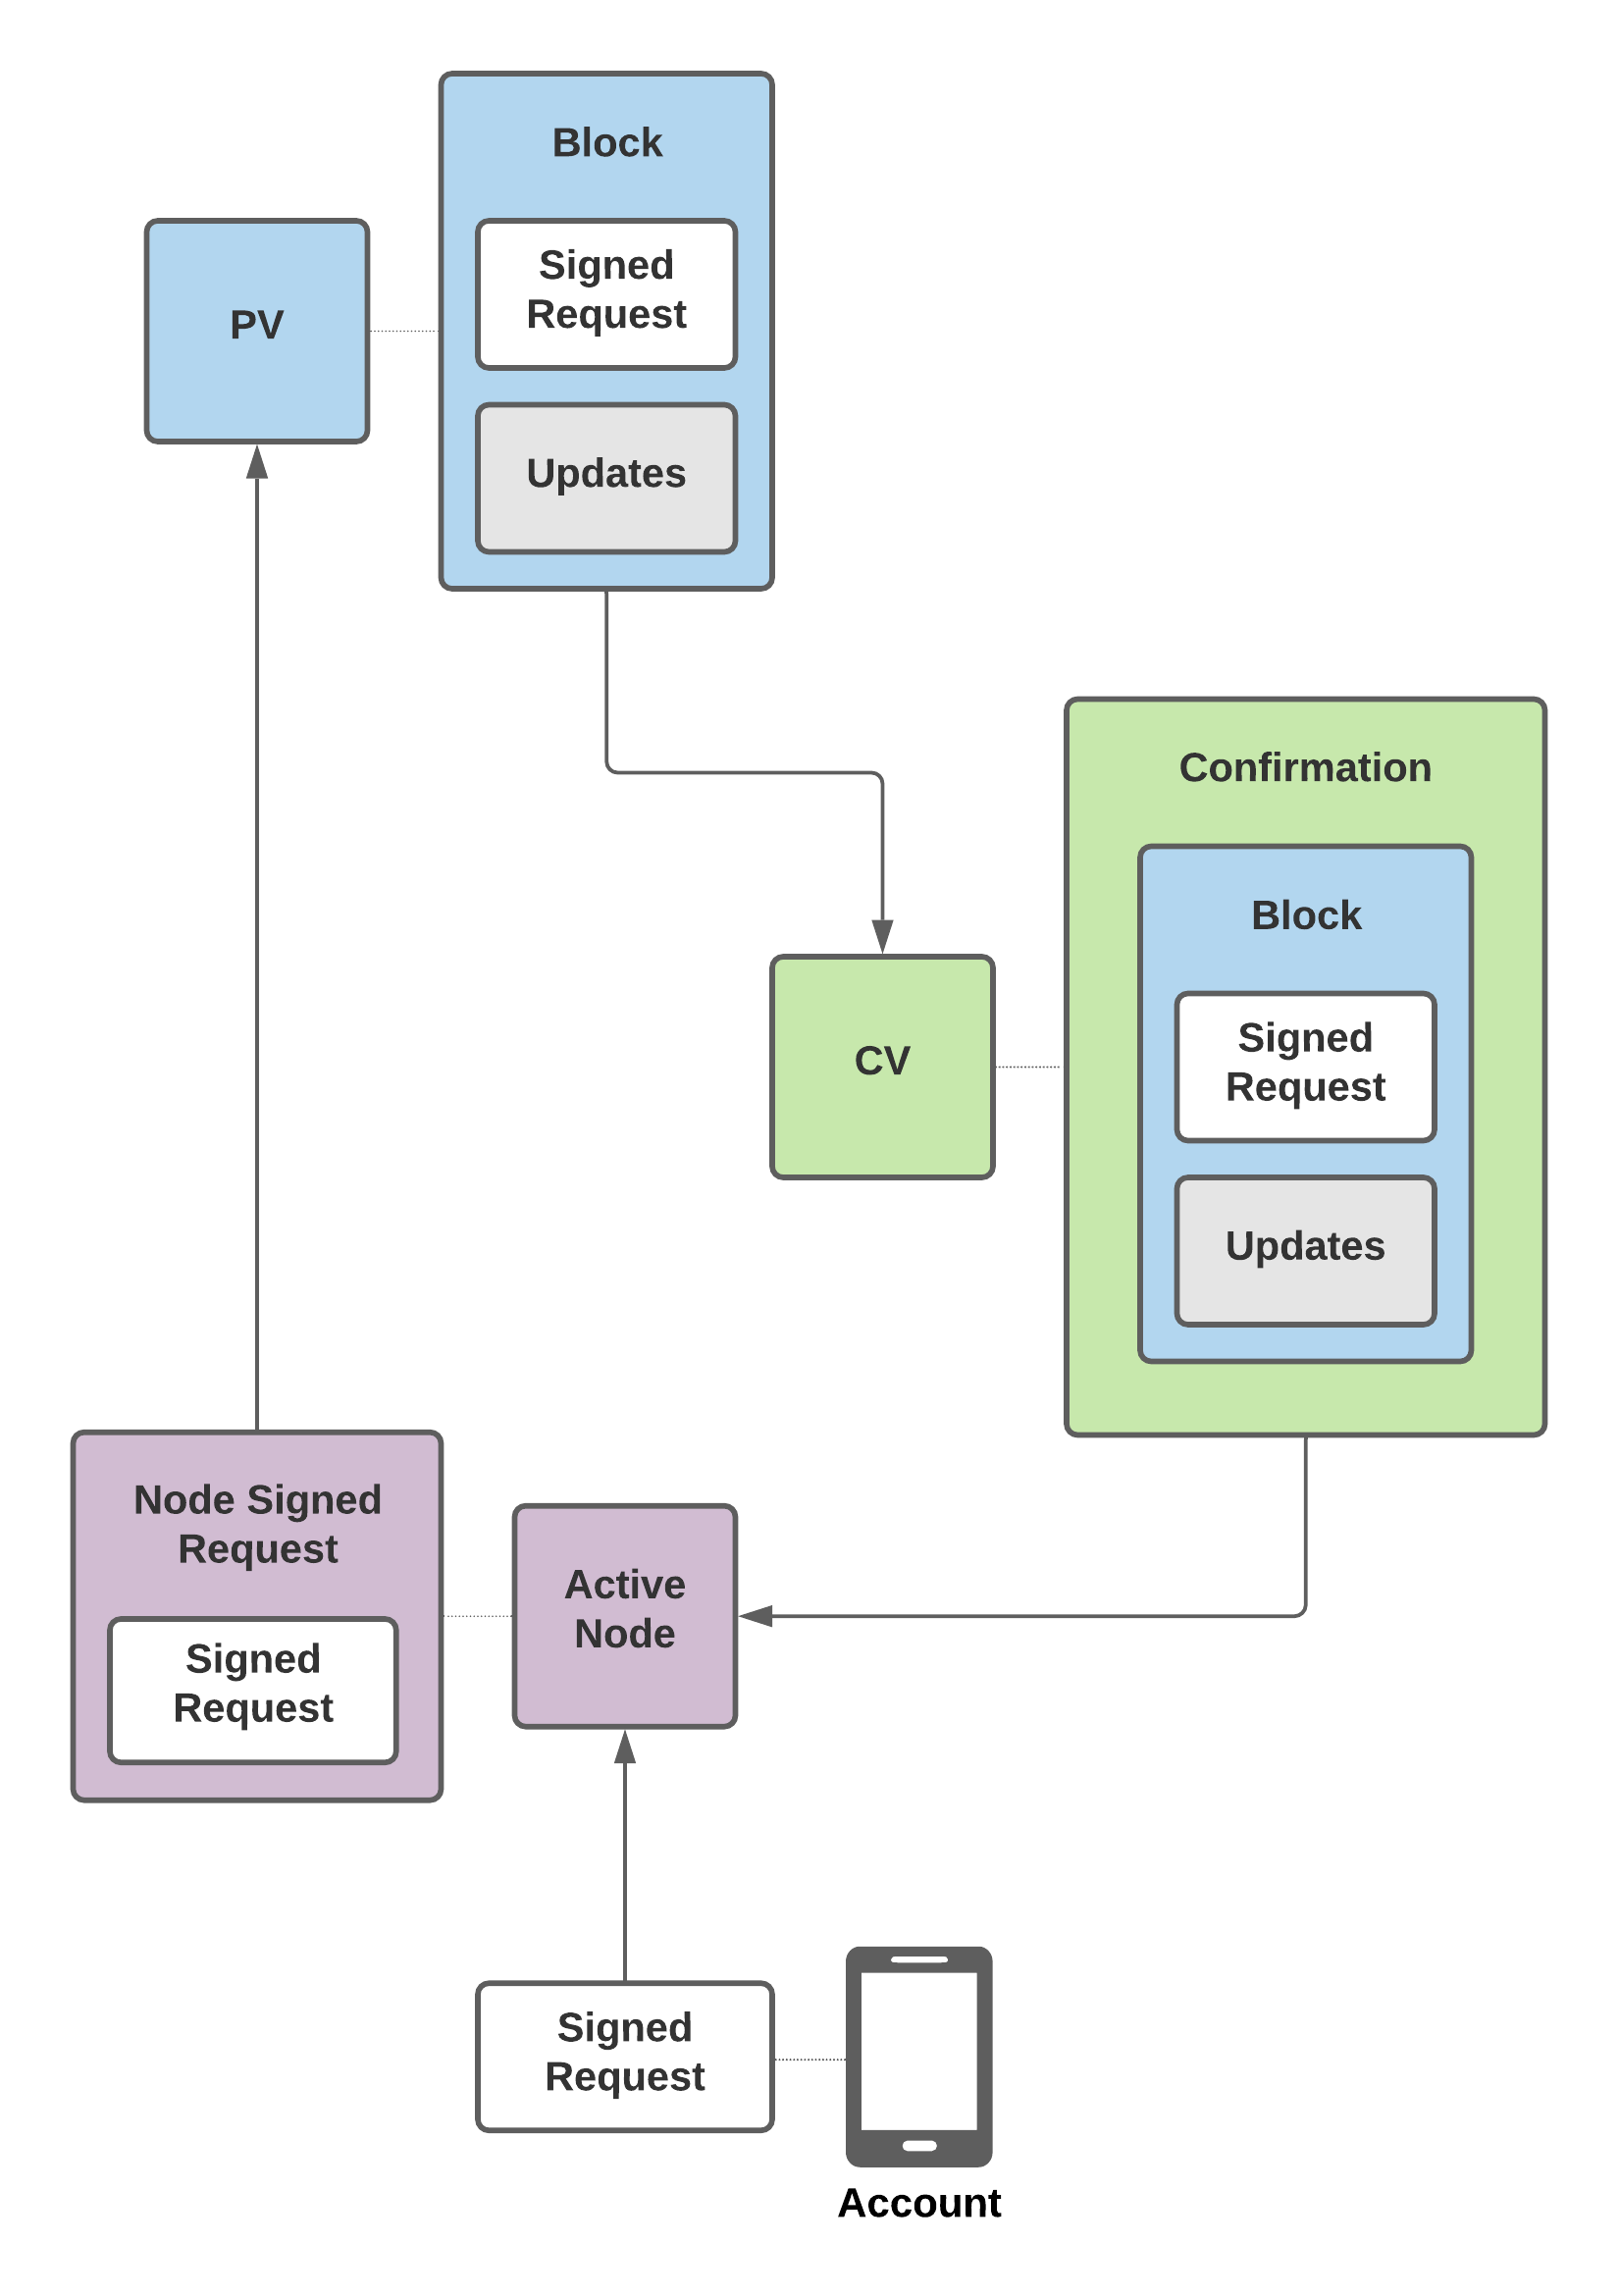 Block
Signed
Request
PV
Updates
Confirmation
Block
Signed
Request
CV
Updates
Node Signed
Request
Active
Node
Signed
Request
Signed
Request
Account